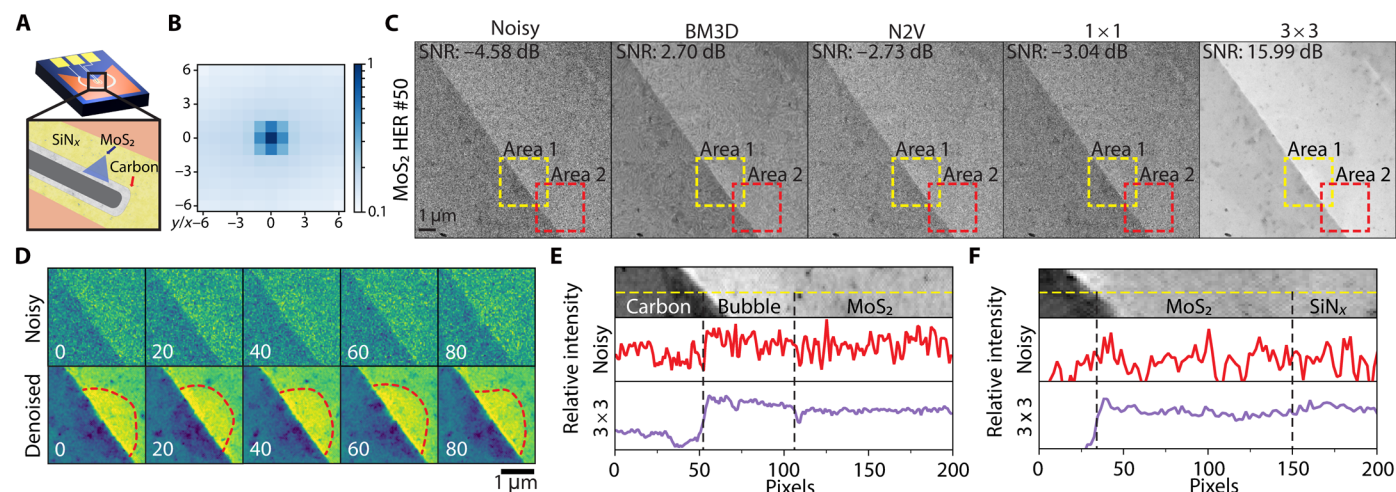 A
SiNx
MoS₂
Carbon
B
6
3
0
−3
−6
y/x
−6
−3
0
3
6
1
0.1
C
MoS₂ HER #50
Noisy
BM3D
N2V
1 × 1
3 × 3
SNR: −4.58 dB
SNR: 2.70 dB
SNR: −2.73 dB
SNR: −3.04 dB
SNR: 15.99 dB
Area 1
Area 2
Area 1
Area 2
Area 1
Area 2
Area 1
Area 2
Area 1
Area 2
1 μm
D
Noisy
0
20
40
60
80
Denoised
0
20
40
60
80
1 μm
E
Relative intensity
Carbon
Bubble
MoS₂
Noisy
3 × 3
0
50
100
150
200
Pixels
F
Relative intensity
MoS₂
SiNx
Noisy
3 x 3
0
50
100
150
200
Pixels